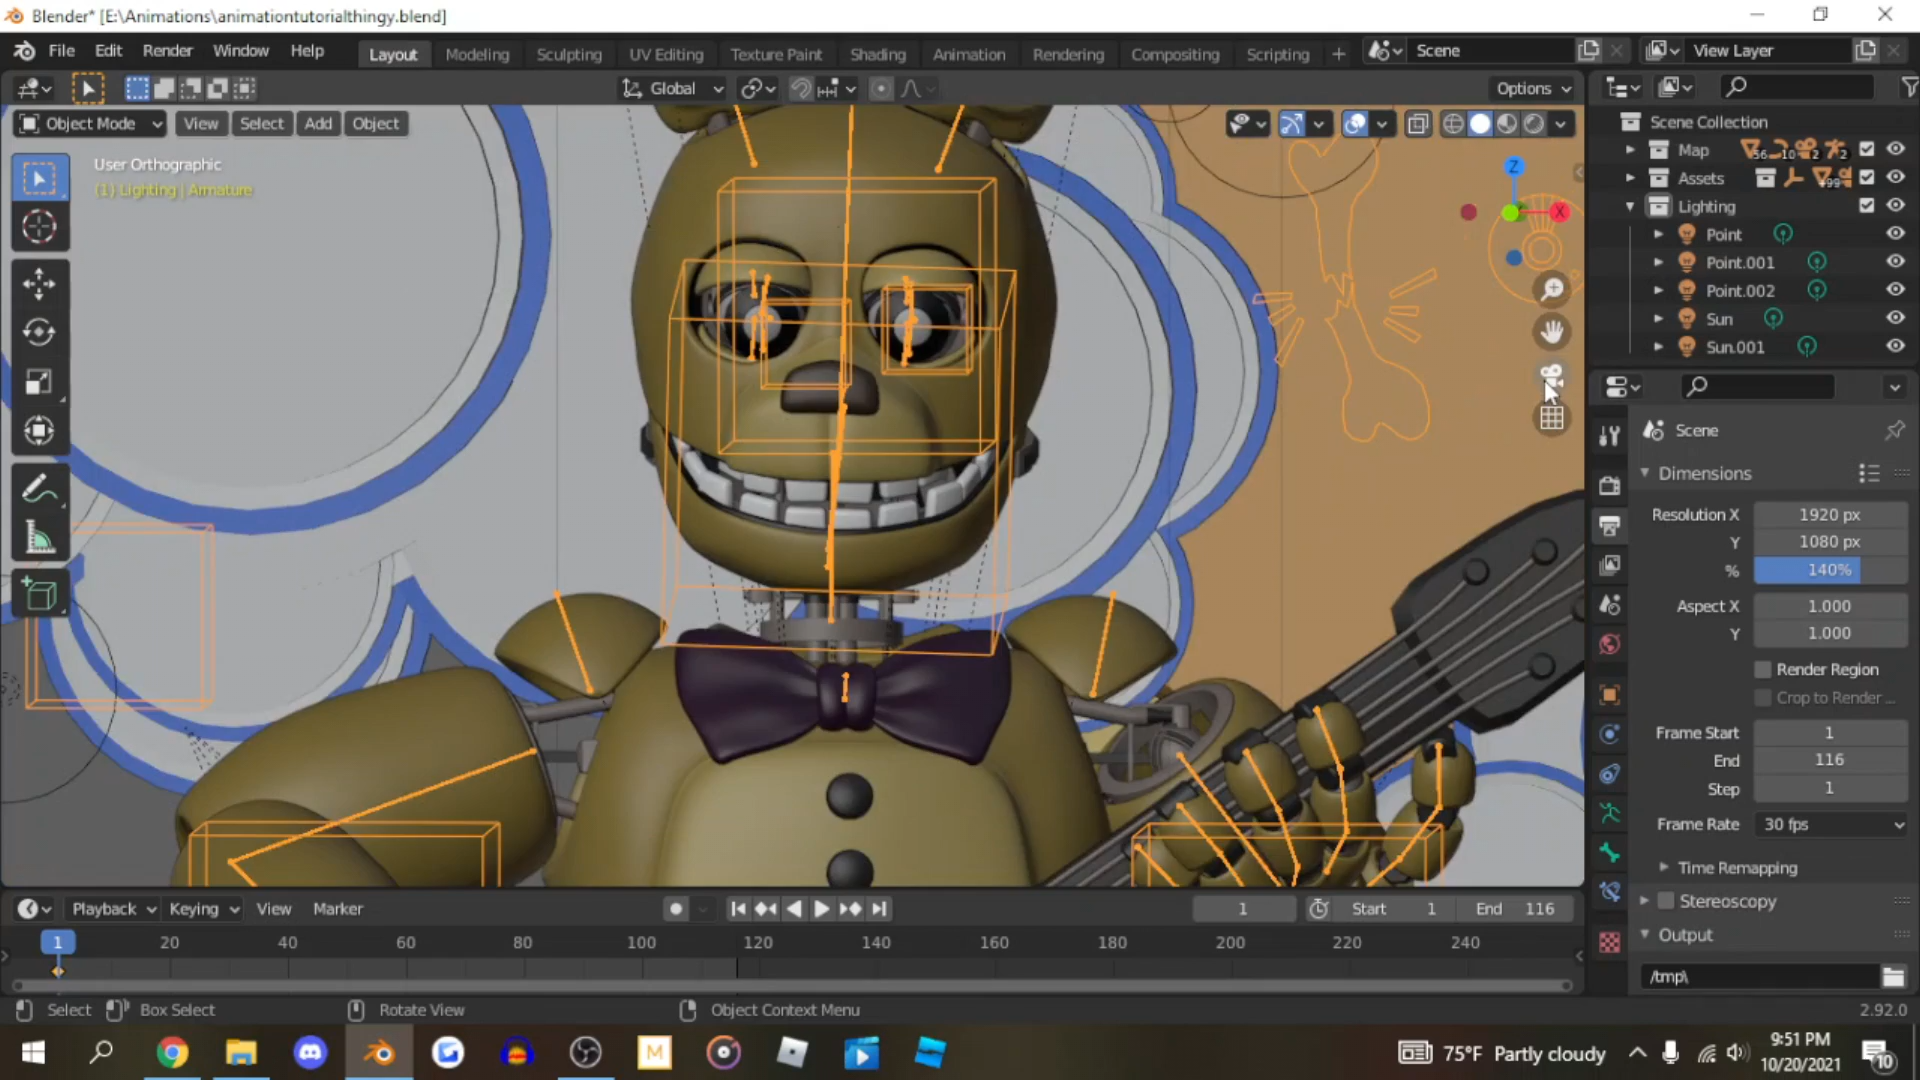 Blender* [E:\Animations\animationtutorialthingy.blend]
File Edit Render Window Help Layout Modeling Sculpting UV Editing Texture Paint Shading Animation Rendering Compositing Scripting + Scene View Layer
Global Options
Object Mode View Select Add Object
User Orthographic
(1) Lighting | Armature
Z
X
Scene Collection
Map 56 10 2 2
Assets +99
Lighting
Point
Point.001
Point.002
Sun
Sun.001
Scene
Dimensions
Resolution X 1920 px
Y 1080 px
% 140%
Aspect X 1.000
Y 1.000
Render Region
Crop to Render ...
Frame Start 1
End 116
Step 1
Frame Rate 30 fps
Time Remapping
Stereoscopy
Output
/tmp\
Playback Keying View Marker 1 Start 1 End 116
1 20 40 60 80 100 120 140 160 180 200 220 240
Select Box Select Rotate View Object Context Menu 2.92.0
M 75°F Partly cloudy 9:51 PM
10/20/2021 10